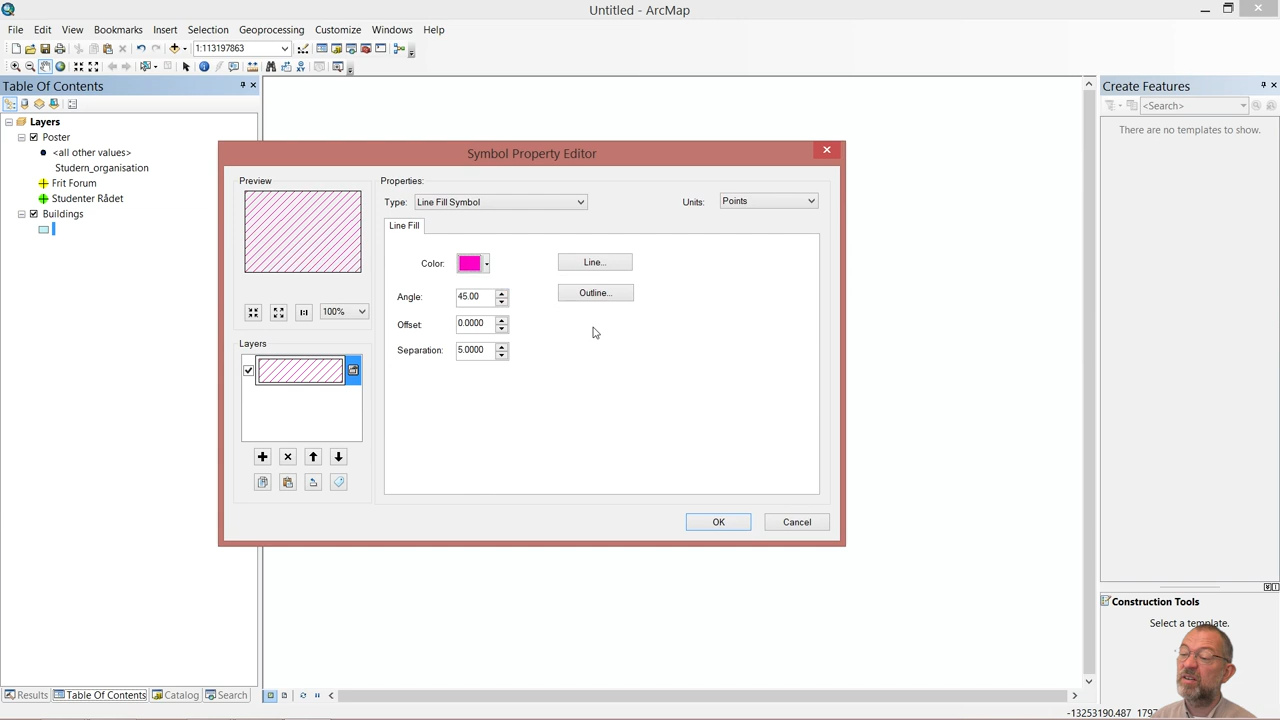 Untitled - ArcMap
File Edit View Bookmarks Insert Selection Geoprocessing Customize Windows Help
1:113197863
Table Of Contents
Layers
Poster
<all other values>
Studern_organisation
Frit Forum
Studenter Rådet
Buildings
Symbol Property Editor
Preview
100%
Layers
Properties:
Type: Line Fill Symbol
Units: Points
Line Fill
Color:
Line...
Angle: 45.00
Outline...
Offset: 0.0000
Separation: 5.0000
OK
Cancel
Create Features
<Search>
There are no templates to show.
Construction Tools
Select a template.
Results Table Of Contents Catalog Search
-13253190.487 1797